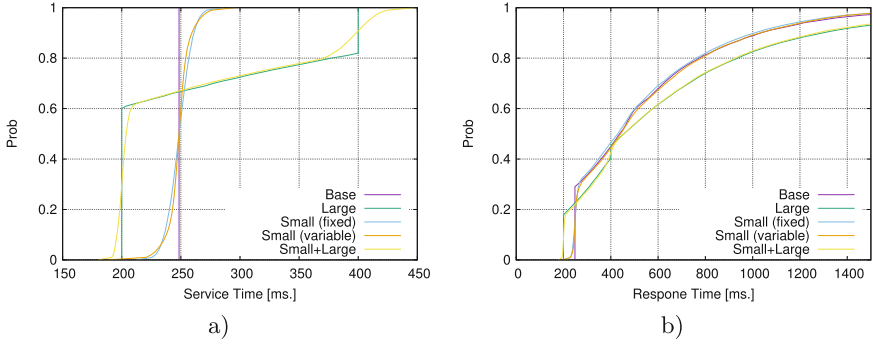 1
0.8
0.6
0.4
0.2
0
Prob
150 200 250 300 350 400 450
Service Time [ms.]
Base
Large
Small (fixed)
Small (variable)
Small+Large
a)
1
0.8
0.6
0.4
0.2
0
Prob
0 200 400 600 800 1000 1200 1400
Respone Time [ms.]
Base
Large
Small (fixed)
Small (variable)
Small+Large
b)